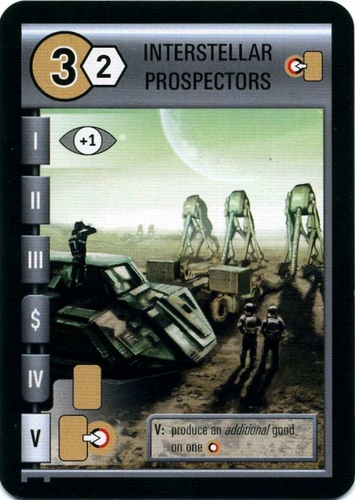 3
2
INTERSTELLAR
PROSPECTORS
I
+1
II
III
$
IV
V
V: produce an additional good
on one